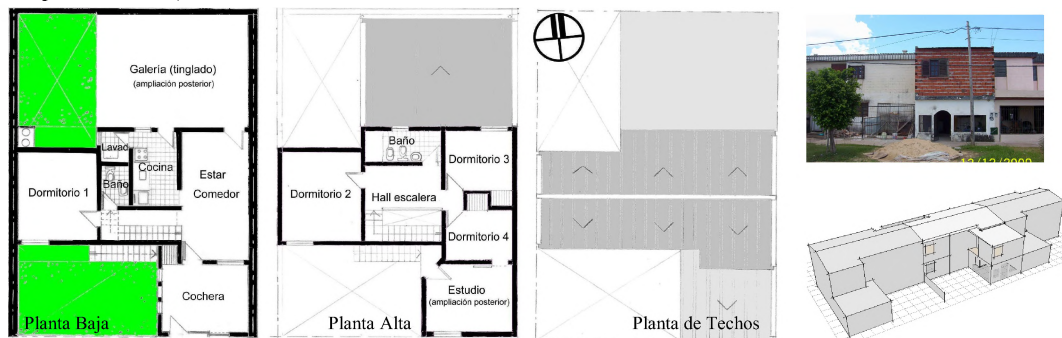 Galería (tinglado)
(ampliación posterior)
Lavad
Cocina
Baño
Dormitorio 1
Estar
Comedor
Cochera
Planta Baja
Baño
Dormitorio 3
Dormitorio 2
Hall escalera
Dormitorio 4
Estudio
(ampliación posterior)
Planta Alta
Planta de Techos